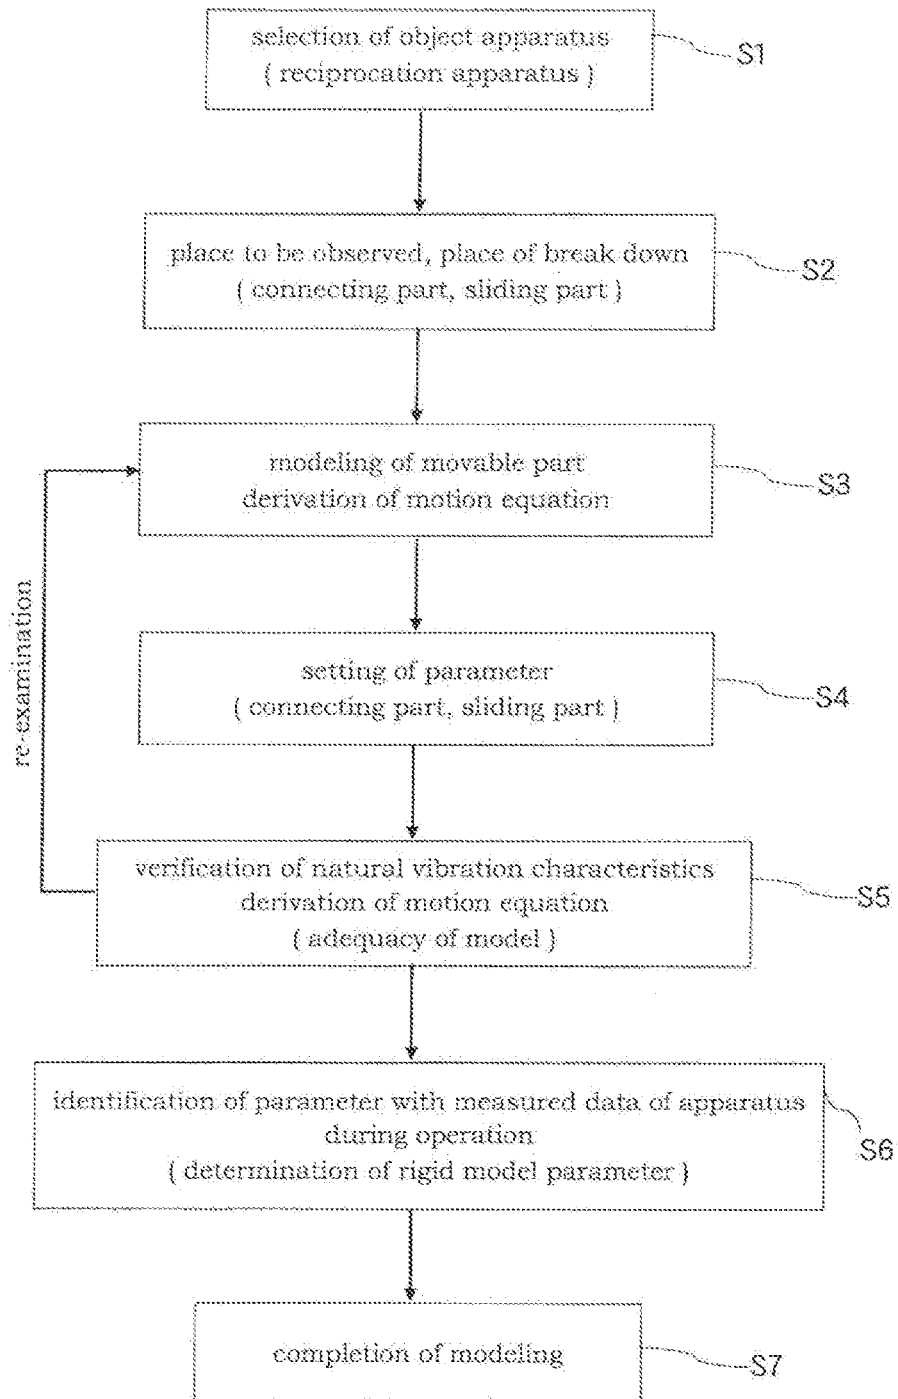 selection of object apparatus
( reciprocation apparatus )
S1
place to be observed, place of break down
( connecting part, sliding part )
S2
modeling of movable part
derivation of motion equation
S3
re-examination
setting of parameter
( connecting part, sliding part )
S4
verification of natural vibration characteristics
derivation of motion equation
( adequacy of model )
S5
identification of parameter with measured data of apparatus
during operation
( determination of rigid model parameter )
S6
completion of modeling
S7